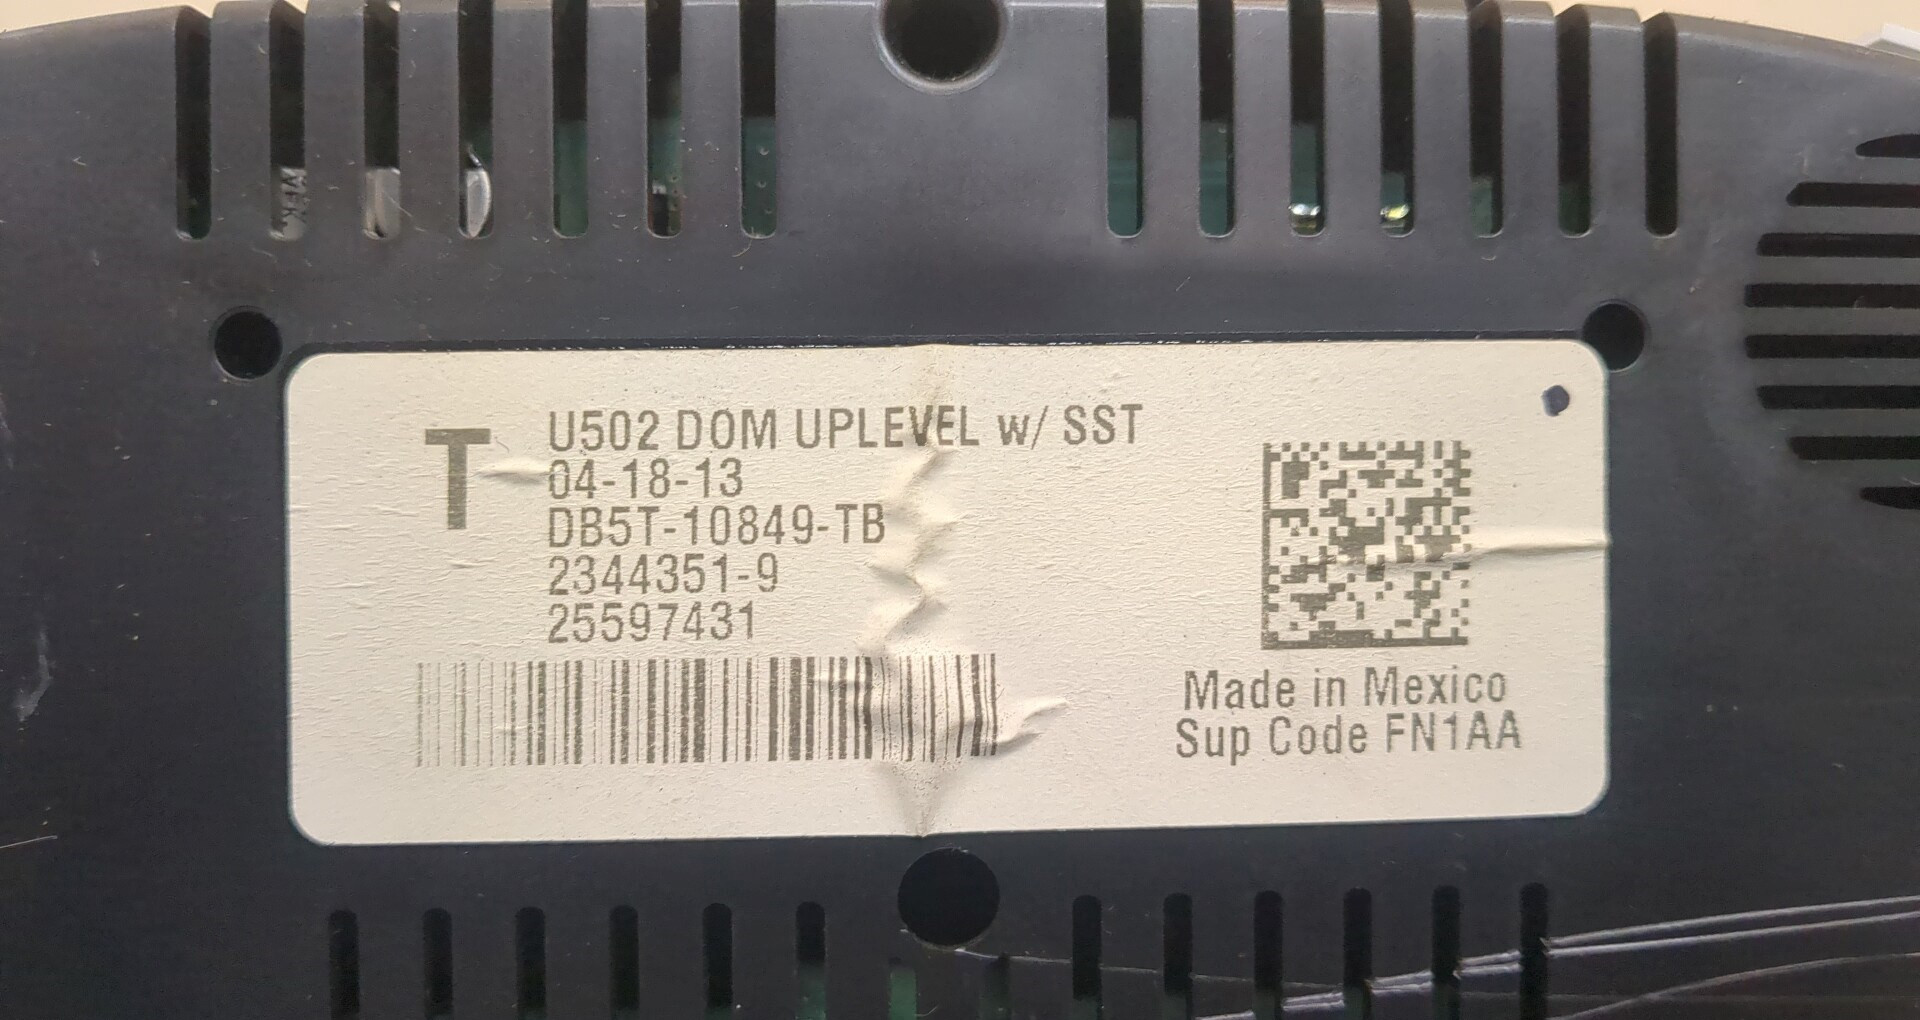 T
U502 DOM UPLEVEL w/ SST
04-18-13
DB5T-10849-TB
2344351-9
25597431
Made in Mexico
Sup Code FN1AA